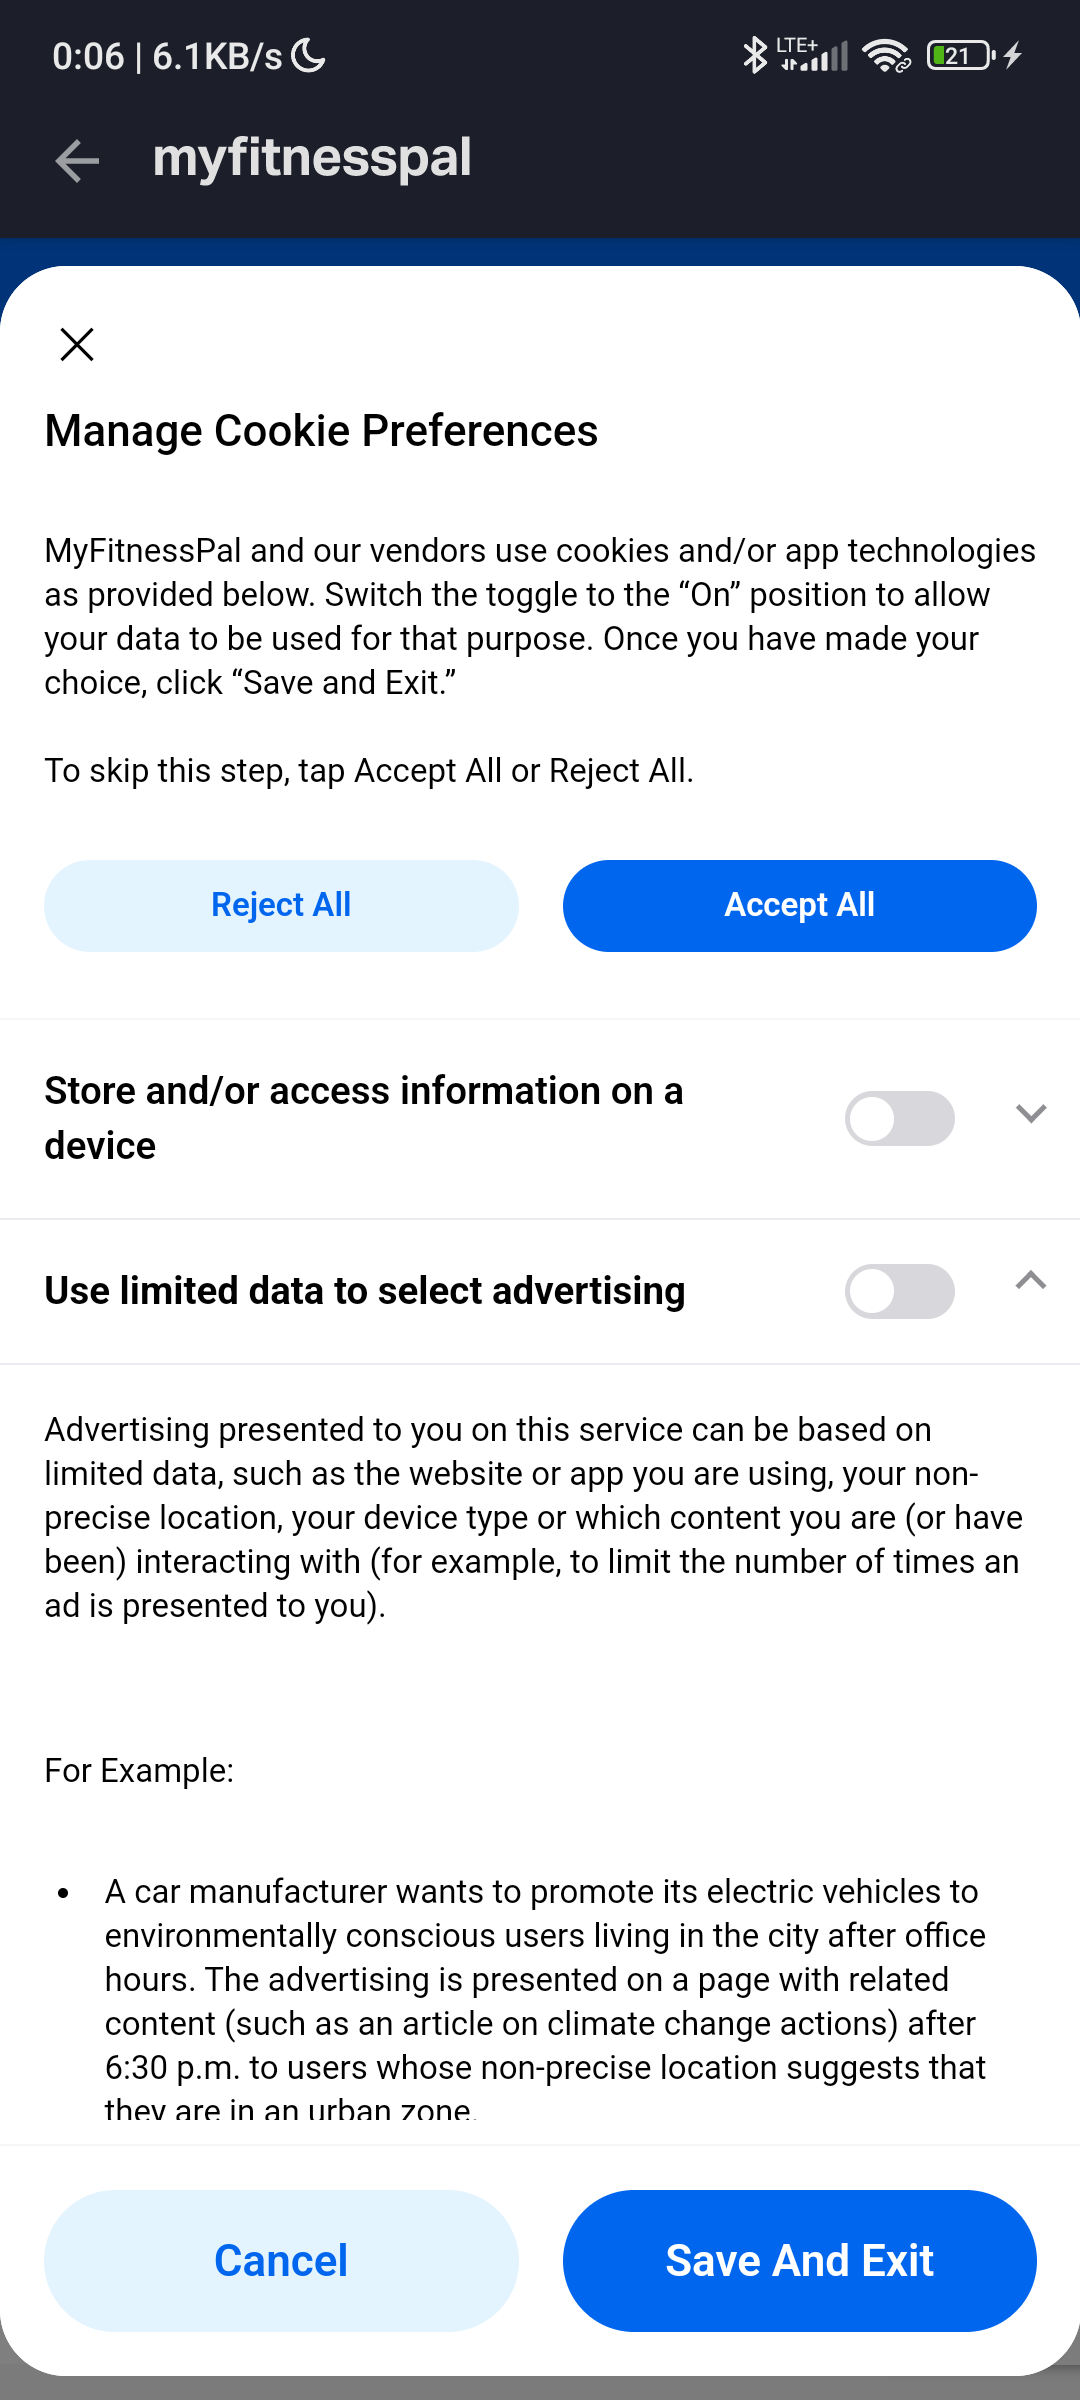 0:06 | 6.1KB/s LTE+ 21
myfitnesspal
Manage Cookie Preferences
MyFitnessPal and our vendors use cookies and/or app technologies
as provided below. Switch the toggle to the “On” position to allow
your data to be used for that purpose. Once you have made your
choice, click “Save and Exit.”
To skip this step, tap Accept All or Reject All.
Reject All Accept All
Store and/or access information on a
device
Use limited data to select advertising
Advertising presented to you on this service can be based on
limited data, such as the website or app you are using, your non-
precise location, your device type or which content you are (or have
been) interacting with (for example, to limit the number of times an
ad is presented to you).
For Example:
• A car manufacturer wants to promote its electric vehicles to
environmentally conscious users living in the city after office
hours. The advertising is presented on a page with related
content (such as an article on climate change actions) after
6:30 p.m. to users whose non-precise location suggests that
they are in an urban zone.
Cancel Save And Exit